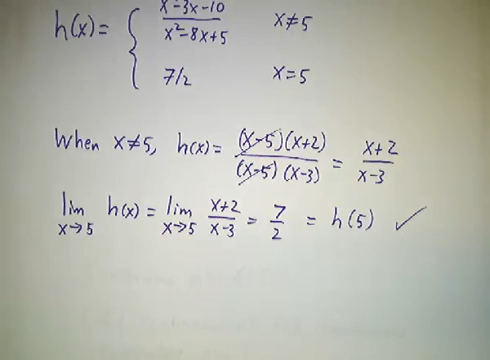 h(x) = { x²-3x-10 / x²-8x+5 x≠5
7/2 x=5
When x≠5, h(x) = (x-5)(x+2) / (x-5)(x-3) = x+2 / x-3
lim x→5 h(x) = lim x→5 x+2 / x-3 = 7/2 = h(5) ✓